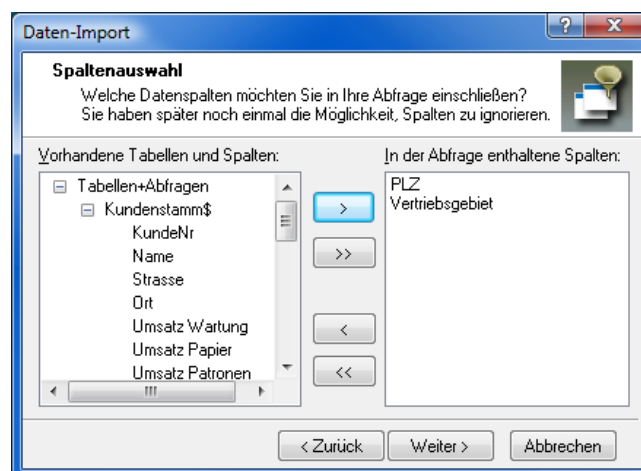 Daten-Import
?
X
Spaltenauswahl
Welche Datenspalten möchten Sie in Ihre Abfrage einschließen?
Sie haben später noch einmal die Möglichkeit, Spalten zu ignorieren.
Vorhandene Tabellen und Spalten:
In der Abfrage enthaltene Spalten:
Tabellen+Abfragen
Kundenstamm$
KundeNr
Name
Strasse
Ort
Umsatz Wartung
Umsatz Papier
Umsatz Patronen
>
>>
<
<<
PLZ
Vertriebsgebiet
< Zurück
Weiter >
Abbrechen